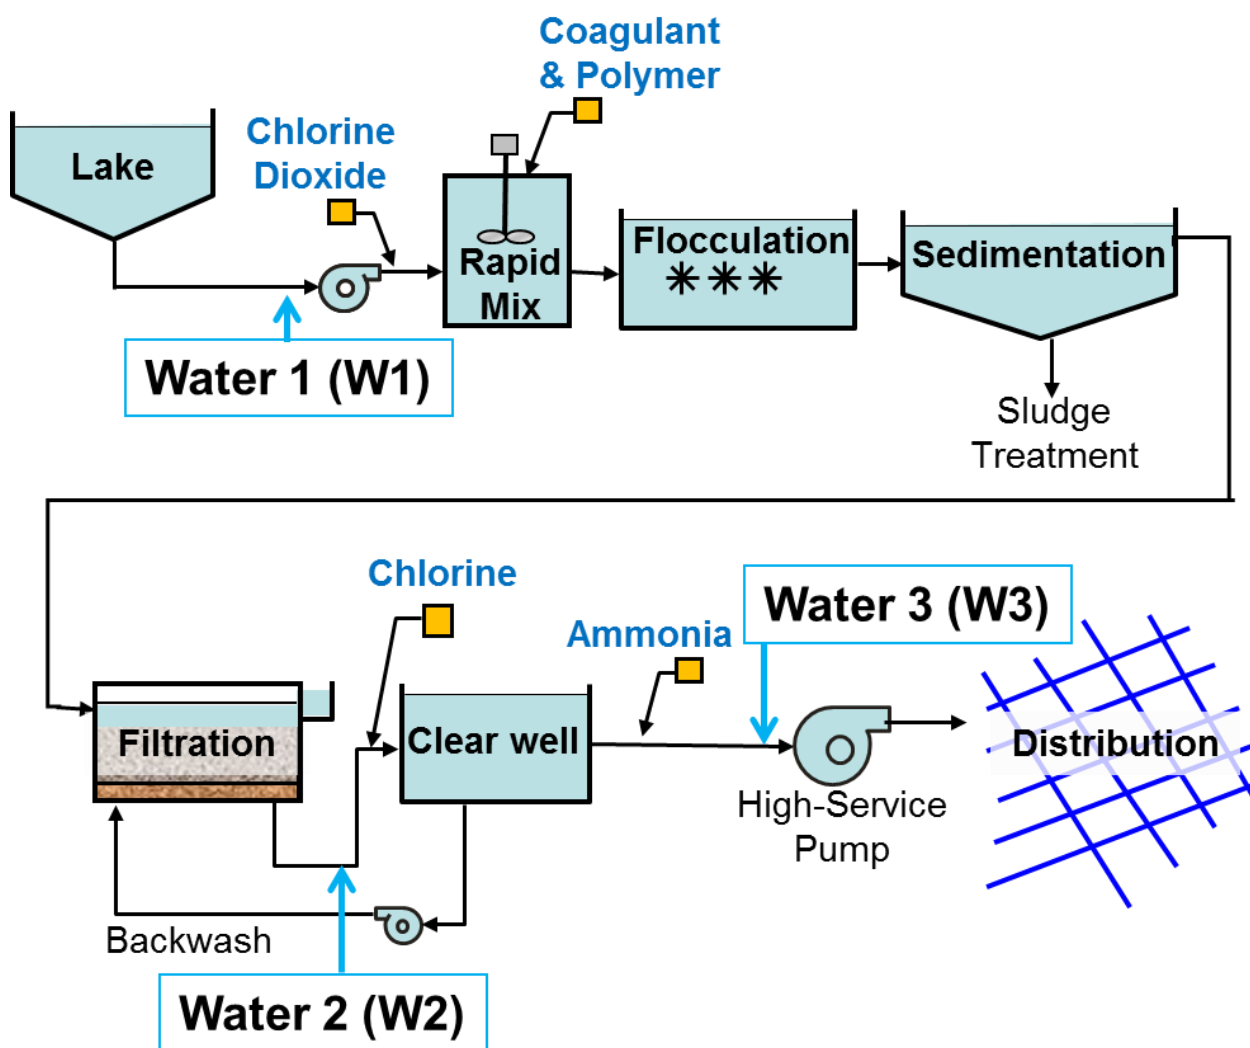 Coagulant
& Polymer
Chlorine
Dioxide
Lake
Rapid
Mix
Flocculation
Sedimentation
Water 1 (W1)
Sludge
Treatment
Chlorine
Water 3 (W3)
Ammonia
Filtration
Clear well
Distribution
High-Service
Pump
Backwash
Water 2 (W2)